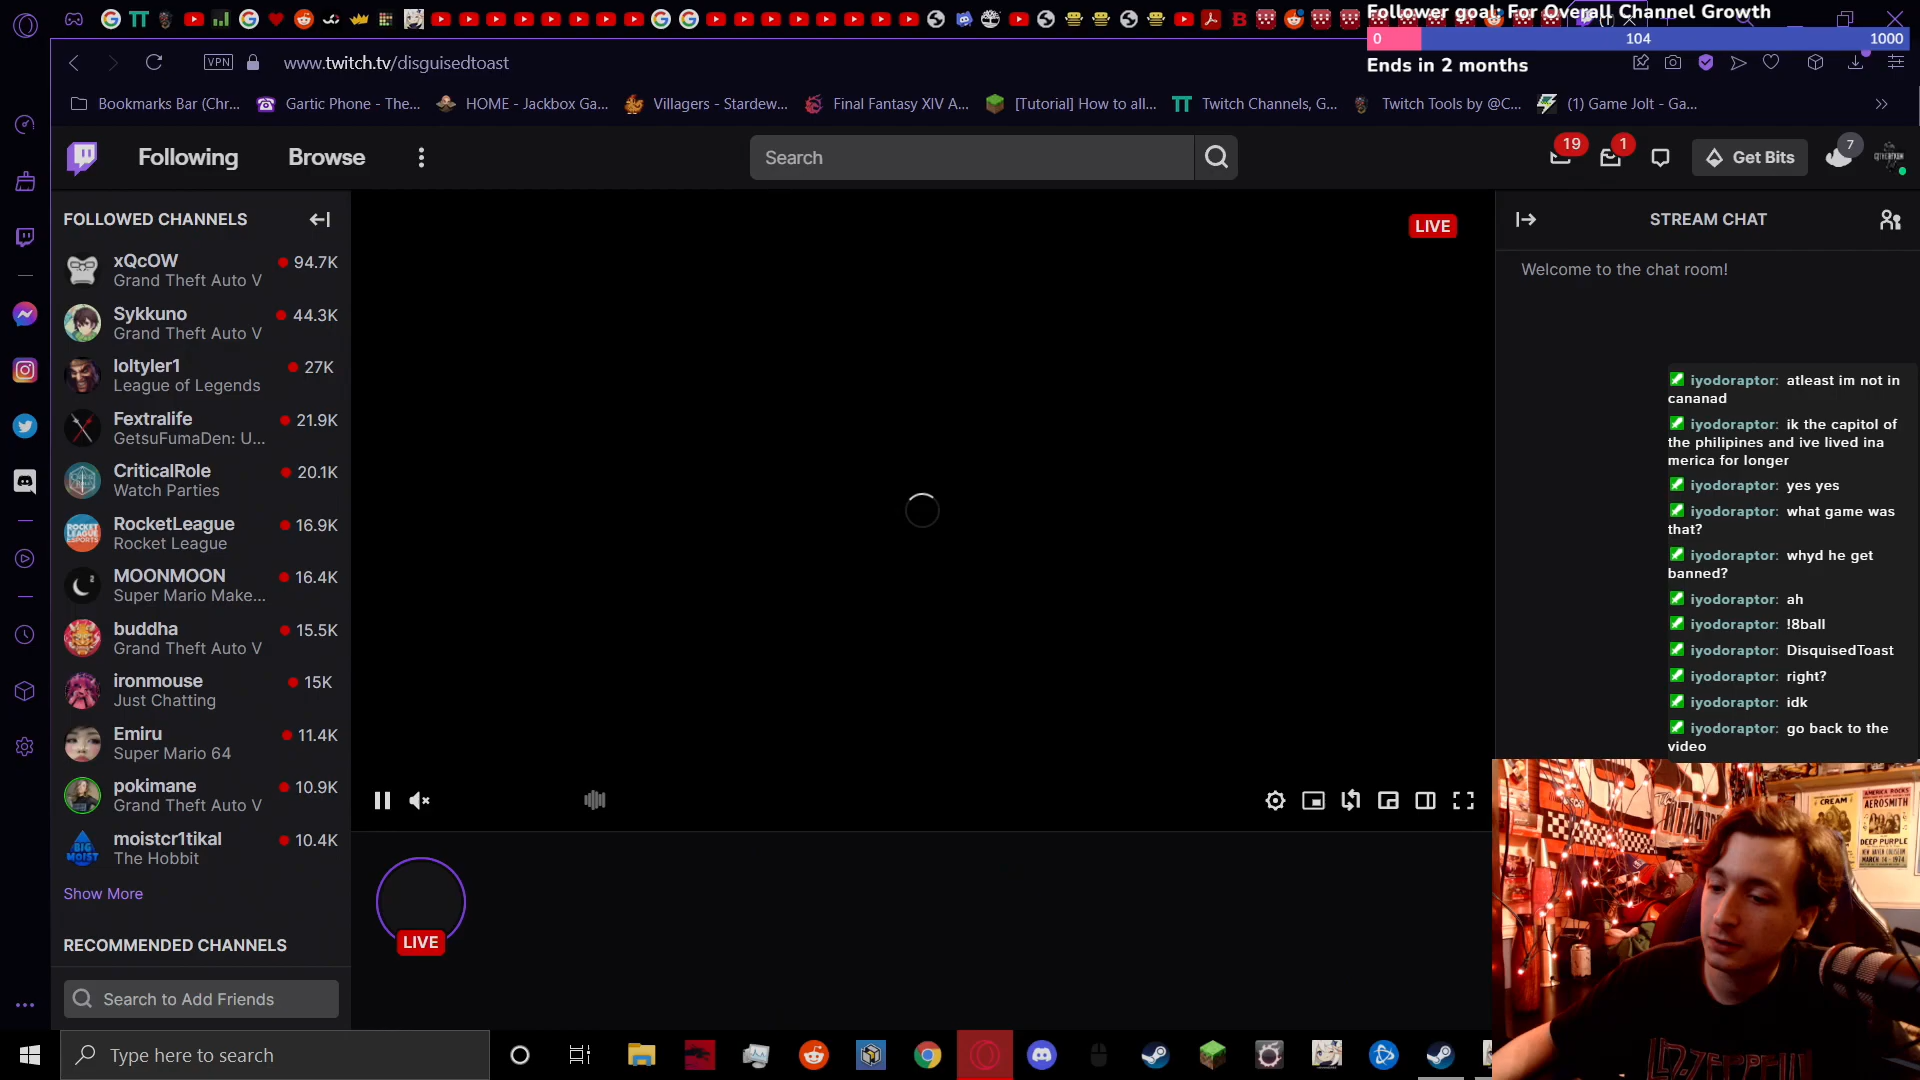 Follower goal: For Overall Channel Growth
0 104 1000
Ends in 2 months
VPN www.twitch.tv/disguisedtoast
Bookmarks Bar (Chr... Gartic Phone - The... HOME - Jackbox Ga... Villagers - Stardew... Final Fantasy XIV A... [Tutorial] How to all... Twitch Channels, G... Twitch Tools by @C... (1) Game Jolt - Ga...
Following Browse Search 19 1 Get Bits 7
FOLLOWED CHANNELS
xQcOW 94.7K
Grand Theft Auto V
Sykkuno 44.3K
Grand Theft Auto V
loltyler1 27K
League of Legends
Fextralife 21.9K
GetsuFumaDen: U...
CriticalRole 20.1K
Watch Parties
RocketLeague 16.9K
Rocket League
MOONMOON 16.4K
Super Mario Make...
buddha 15.5K
Grand Theft Auto V
ironmouse 15K
Just Chatting
Emiru 11.4K
Super Mario 64
pokimane 10.9K
Grand Theft Auto V
moistcr1tikal 10.4K
The Hobbit
Show More
RECOMMENDED CHANNELS
Search to Add Friends
LIVE
LIVE
STREAM CHAT
Welcome to the chat room!
iyodoraptor: atleast im not in
cananad
iyodoraptor: ik the capitol of
the philipines and ive lived ina
merica for longer
iyodoraptor: yes yes
iyodoraptor: what game was
that?
iyodoraptor: whyd he get
banned?
iyodoraptor: ah
iyodoraptor: !8ball
iyodoraptor: DisquisedToast
iyodoraptor: right?
iyodoraptor: idk
iyodoraptor: go back to the
video
CREAM
AMERICA ROCKS
AEROSMITH
DEEP PURPLE
LED ZEPPELIN
Type here to search